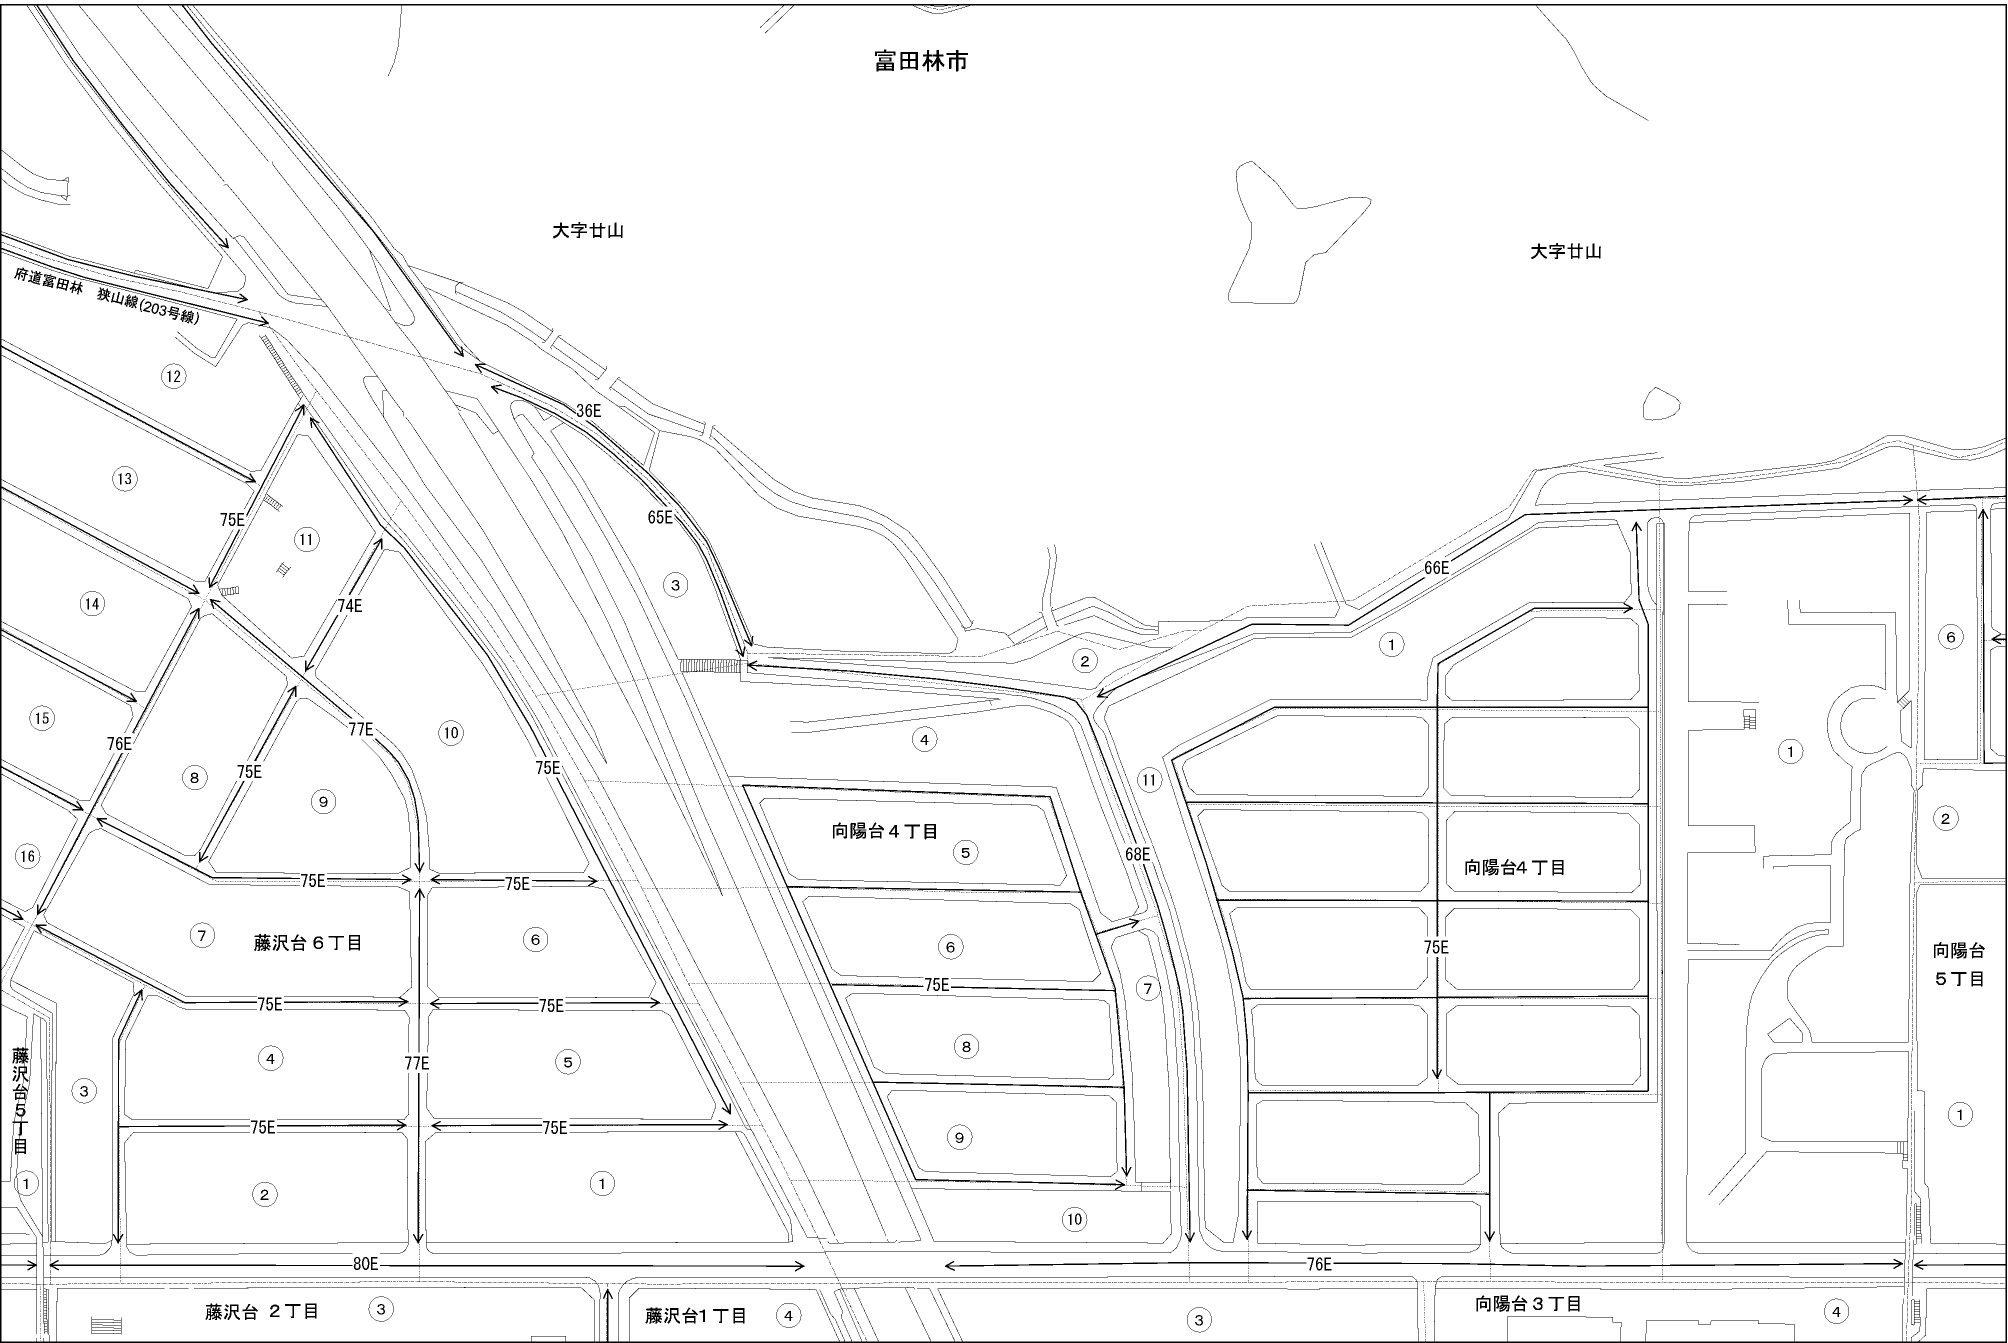 富田林市
大字廿山
大字廿山
府道富田林　狭山線(203号線)
12
36E
13
65E
75E
11
66E
3
14
74E
6
1
2
15
76E
77E
10
4
8
75E
75E
11
1
9
向陽台４丁目
2
16
5
68E
向陽台４丁目
75E
75E
7
藤沢台６丁目
6
6
75E
向陽台
５丁目
75E
75E
75E
7
藤沢台５丁目
4
77E
5
8
3
1
75E
75E
9
1
2
1
10
80E
76E
藤沢台 ２丁目
3
藤沢台１丁目
4
3
向陽台３丁目
4